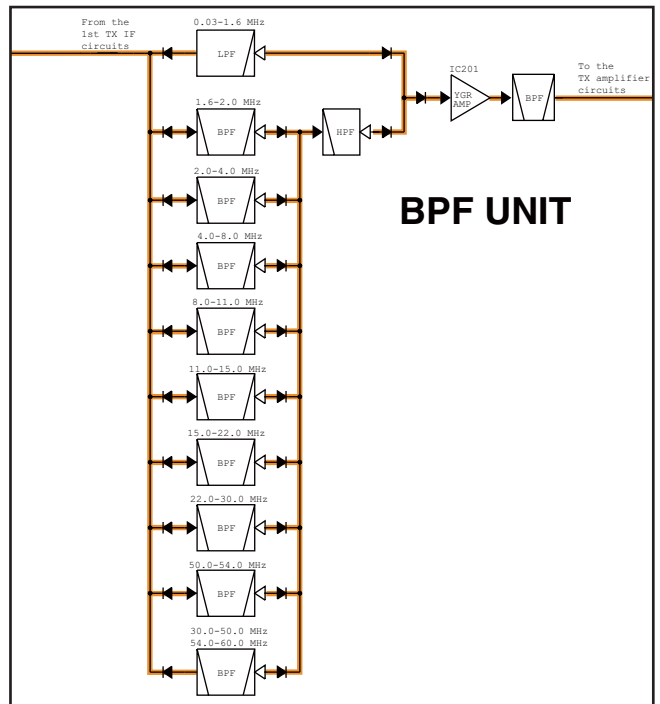 From the
1st TX IF
circuits
0.03-1.6 MHz
LPF
IC201
YGR
AMP
BPF
To the
TX amplifier
circuits
1.6-2.0 MHz
BPF
HPF
2.0-4.0 MHz
BPF
BPF UNIT
4.0-8.0 MHz
BPF
8.0-11.0 MHz
BPF
11.0-15.0 MHz
BPF
15.0-22.0 MHz
BPF
22.0-30.0 MHz
BPF
50.0-54.0 MHz
BPF
30.0-50.0 MHz
54.0-60.0 MHz
BPF